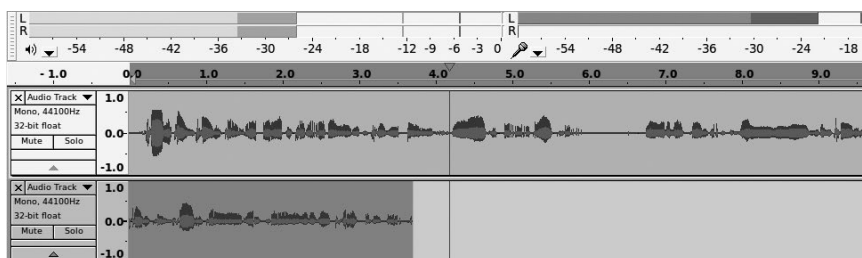 L
R
-54 -48 -42 -36 -30 -24 -18 -12 -9 -6 -3 0
L
R
-54 -48 -42 -36 -30 -24 -18
- 1.0 0.0 1.0 2.0 3.0 4.0 5.0 6.0 7.0 8.0 9.0
X Audio Track ▼
Mono, 44100Hz
32-bit float
Mute Solo
1.0
0.0-
-1.0
X Audio Track ▼
Mono, 44100Hz
32-bit float
Mute Solo
1.0
0.0-
-1.0